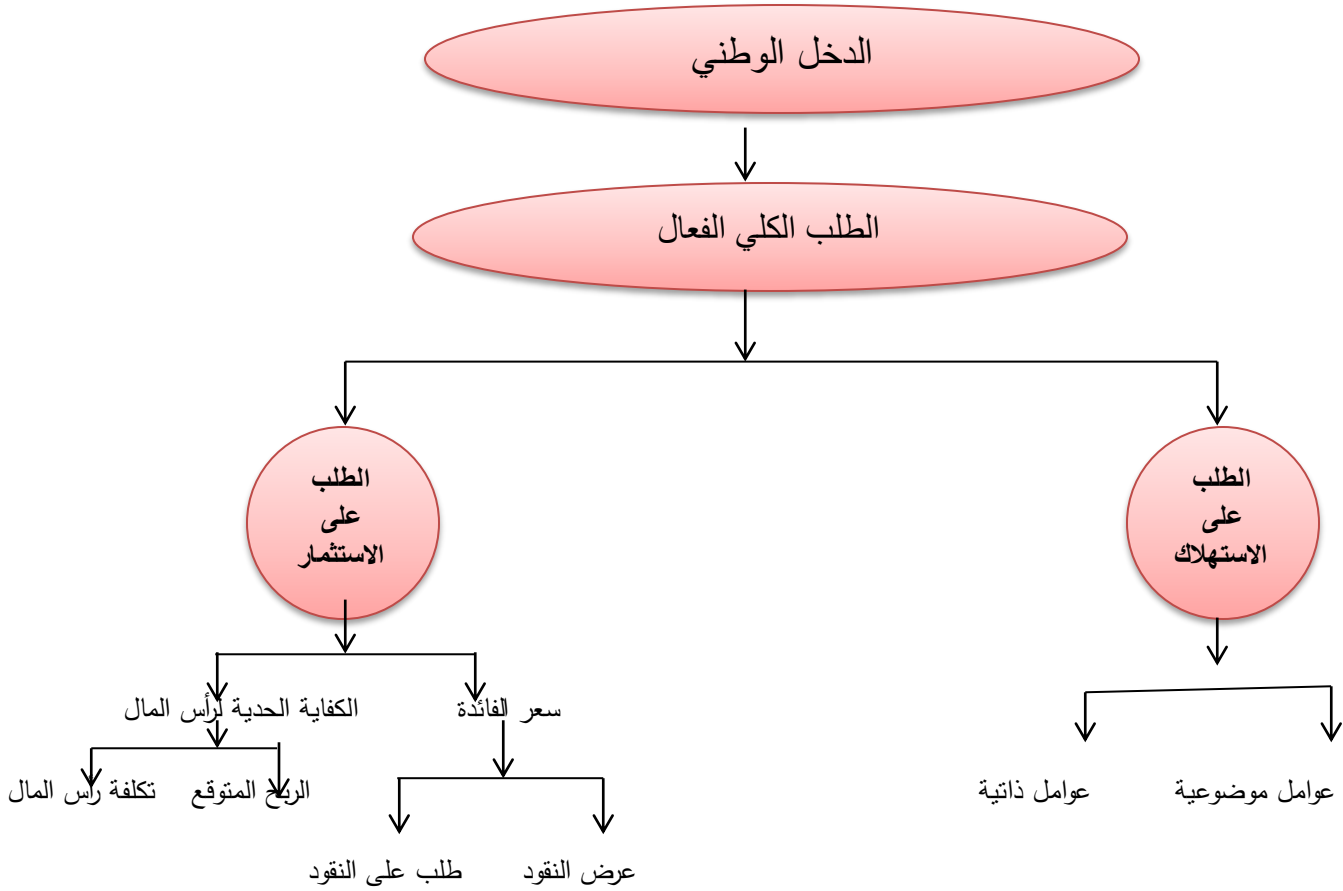 الدخل الوطني
الطلب الكلي الفعال
الطلب
على
الاستهلاك
الطلب
على
الاستثمار
سعر الفائدة
الكفاية الحدية لرأس المال
عوامل موضوعية
عوامل ذاتية
الربح المتوقع
تكلفة رأس المال
عرض النقود
طلب على النقود